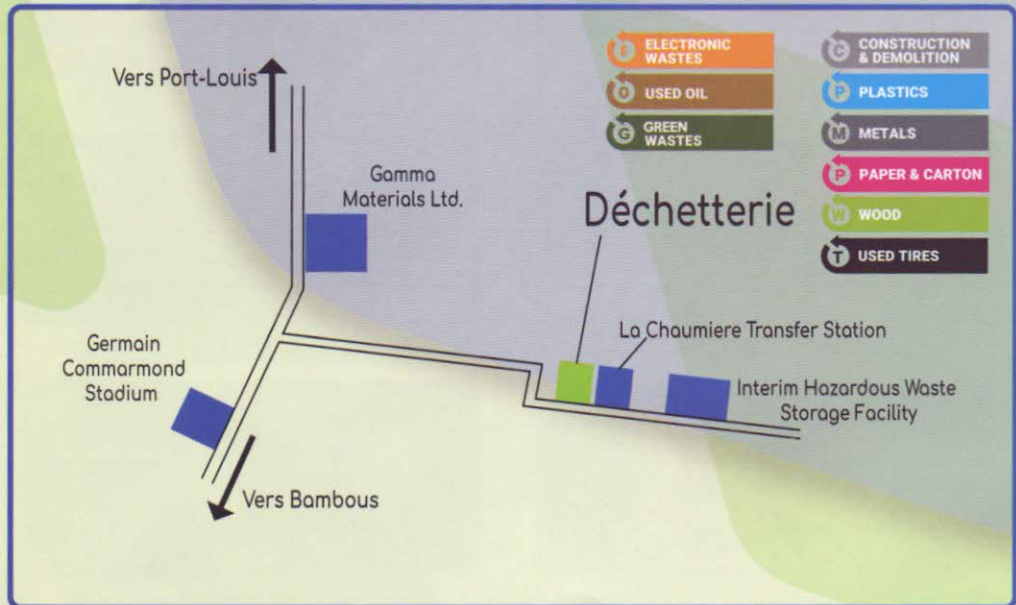 Vers Port-Louis
Gamma
Materials Ltd.
E ELECTRONIC
WASTES
O USED OIL
G GREEN
WASTES
C CONSTRUCTION
& DEMOLITION
P PLASTICS
M METALS
P PAPER & CARTON
W WOOD
T USED TIRES
Déchetterie
La Chaumiere Transfer Station
Germain
Commarmond
Stadium
Interim Hazardous Waste
Storage Facility
Vers Bambous